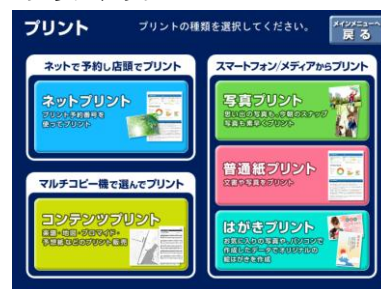 プリント
プリントの種類を選択してください。
メインメニューへ
戻る
ネットで予約し店頭でプリント
ネットプリント
プリント予約番号を
使ってプリント
マルチコピー機で選んでプリント
コンテンツプリント
楽譜・地図・ブロマイド・
予想紙などのプリント販売
スマートフォン/メディアからプリント
写真プリント
思い出の写真も、今朝のスナップ
写真も素早くプリント
普通紙プリント
文書や写真をプリント
はがきプリント
お気に入りの写真や、パソコンで
作成したデータでオリジナルの
絵はがきを作成